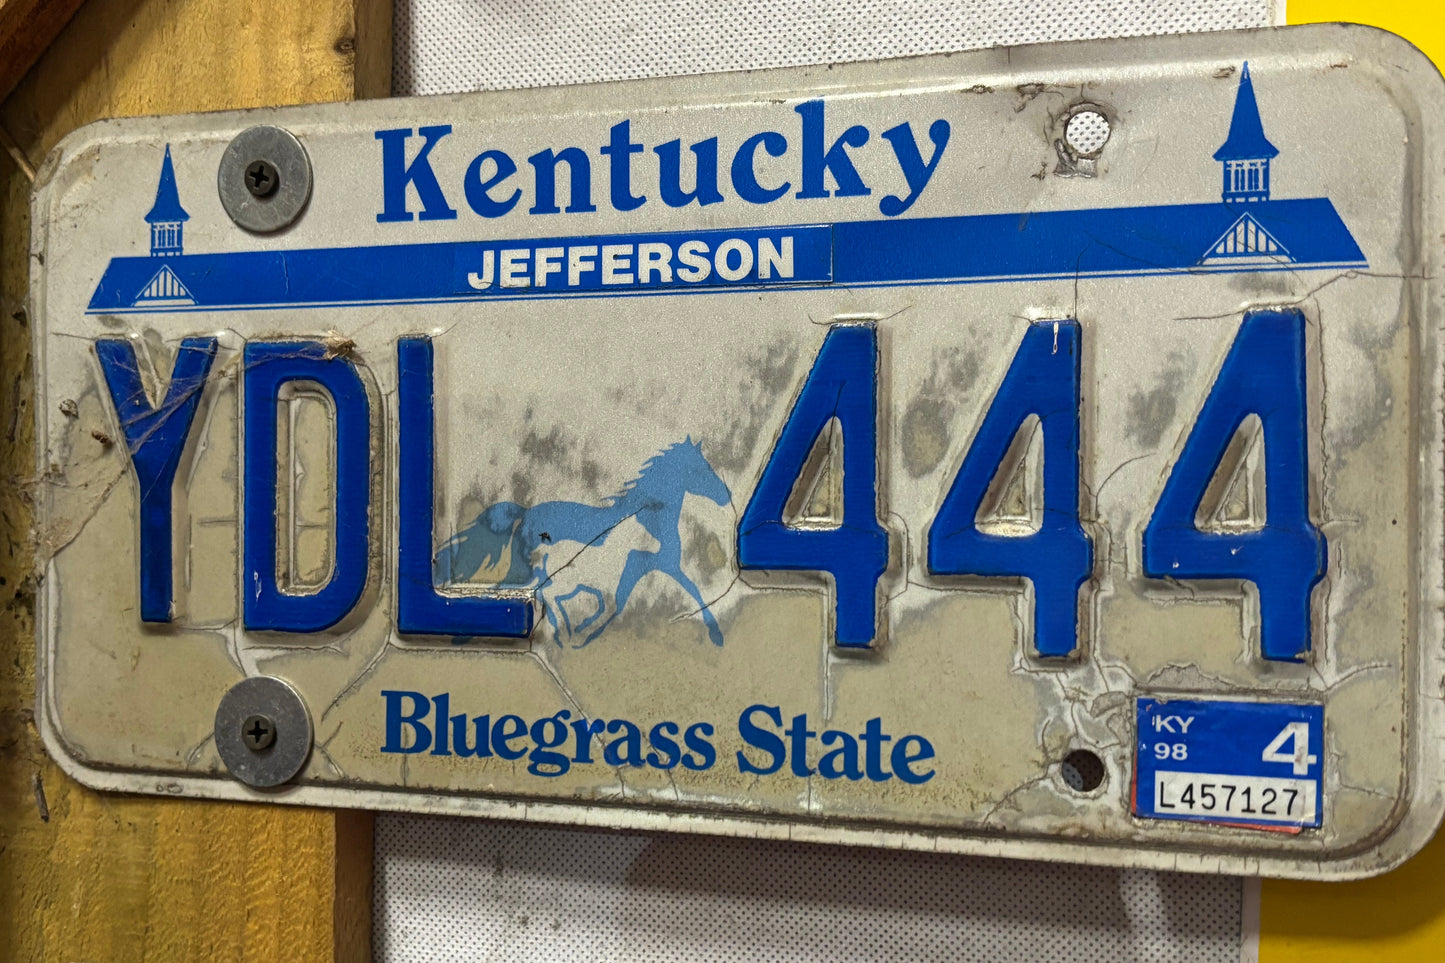 Kentucky
JEFFERSON
YDL 444
Bluegrass State
KY
98
4
L457127